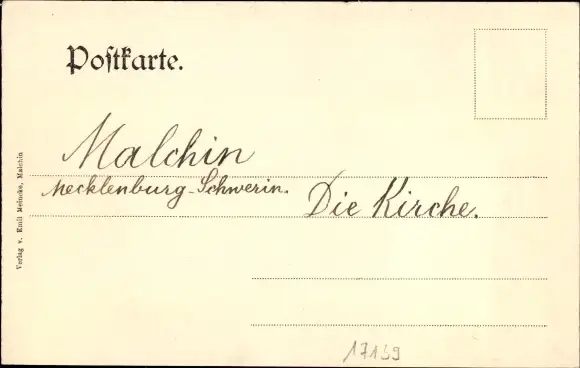 Postkarte.
Malchin
Mecklenburg-Schwerin.
Die Kirche.
Verlag v. Emil Meincke, Malchin
17139